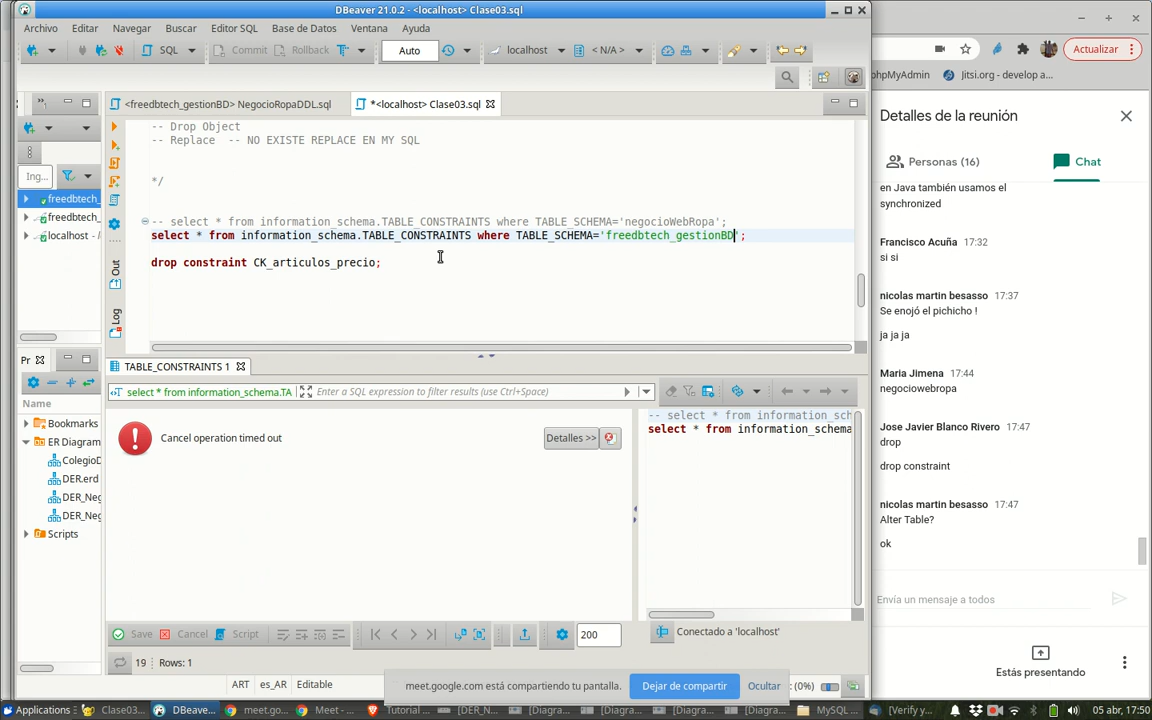 DBeaver 21.0.2 - <localhost> Clase03.sql
Archivo Editar Navegar Buscar Editor SQL Base de Datos Ventana Ayuda
SQL Commit Rollback Auto localhost < N/A >
<freedbtech_gestionBD> NegocioRopaDDL.sql
*<localhost> Clase03.sql
Ing...
freedbtech_
freedbtech_
localhost - /
-- Drop Object
-- Replace -- NO EXISTE REPLACE EN MY SQL
*/
-- select * from information_schema.TABLE_CONSTRAINTS where TABLE_SCHEMA='negocioWebRopa';
select * from information_schema.TABLE_CONSTRAINTS where TABLE_SCHEMA='freedbtech_gestionBD';
drop constraint CK_articulos_precio;
Out
Log
Pr
Name
Bookmarks
ER Diagram
ColegioD
DER.erd
DER_Neg
DER_Neg
Scripts
TABLE_CONSTRAINTS 1
select * from information_schema.TA
Enter a SQL expression to filter results (use Ctrl+Space)
Cancel operation timed out
Detalles >>
-- select * from information_sch
select * from information_schema
Save Cancel Script
200
Conectado a 'localhost'
19 Rows: 1
ART es_AR Editable
: (0%)
meet.google.com está compartiendo tu pantalla.
Dejar de compartir
Ocultar
Actualizar
phpMyAdmin
Jitsi.org - develop a...
Detalles de la reunión
Personas (16)
Chat
en Java también usamos el
synchronized
Francisco Acuña 17:32
si si
nicolas martin besasso 17:37
Se enojó el pichicho !
ja ja ja
Maria Jimena 17:44
negociowebropa
Jose Javier Blanco Rivero 17:47
drop
drop constraint
nicolas martin besasso 17:47
Alter Table?
ok
Envía un mensaje a todos
Estás presentando
Applications Clase03... DBeave... meet.go... Meet - ... Tutorial ... [DER_N... [Diagra... [Diagra... [Diagra... [Diagra... MySQL ... [Verify y... 05 abr, 17:50